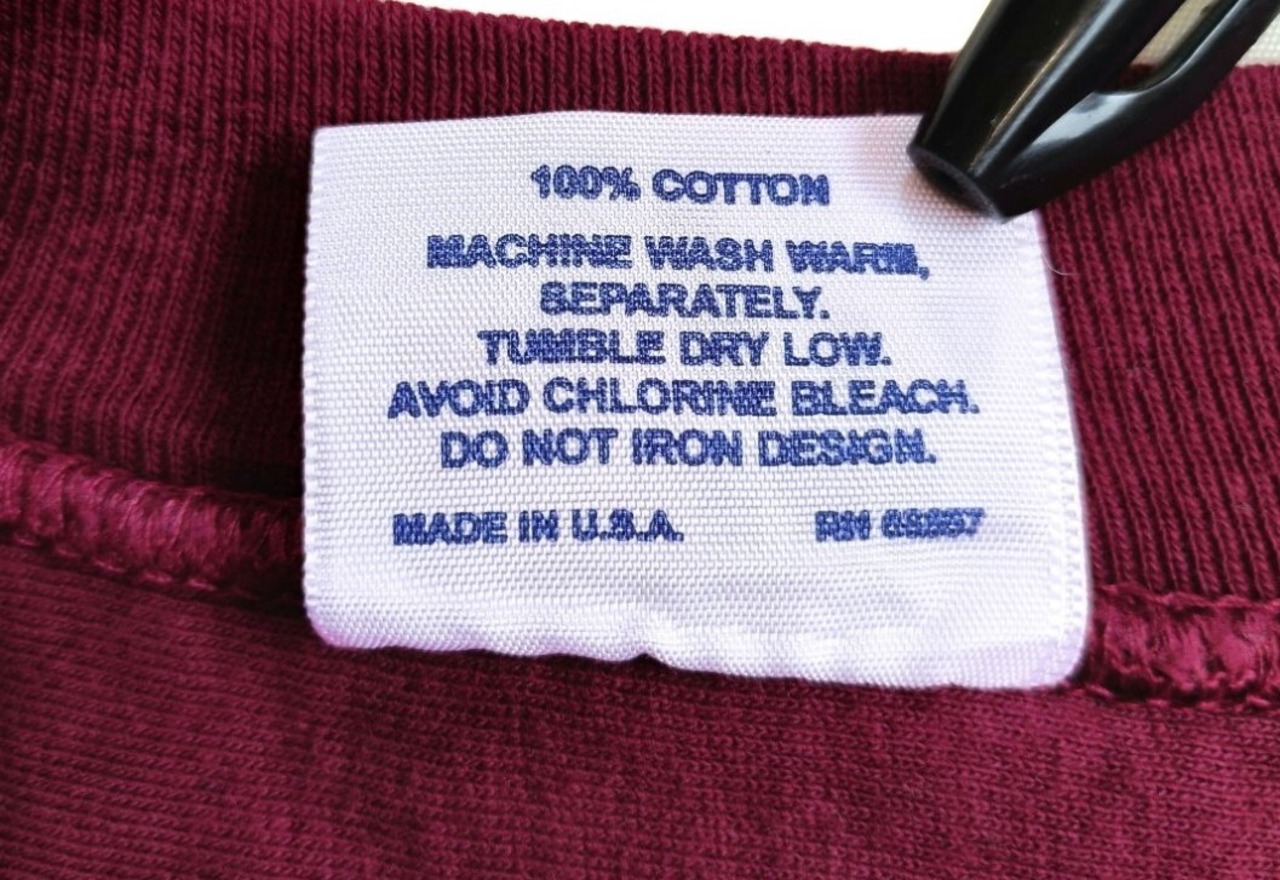 100% COTTON
MACHINE WASH WARM,
SEPARATELY.
TUMBLE DRY LOW.
AVOID CHLORINE BLEACH.
DO NOT IRON DESIGN.
MADE IN U.S.A. RN